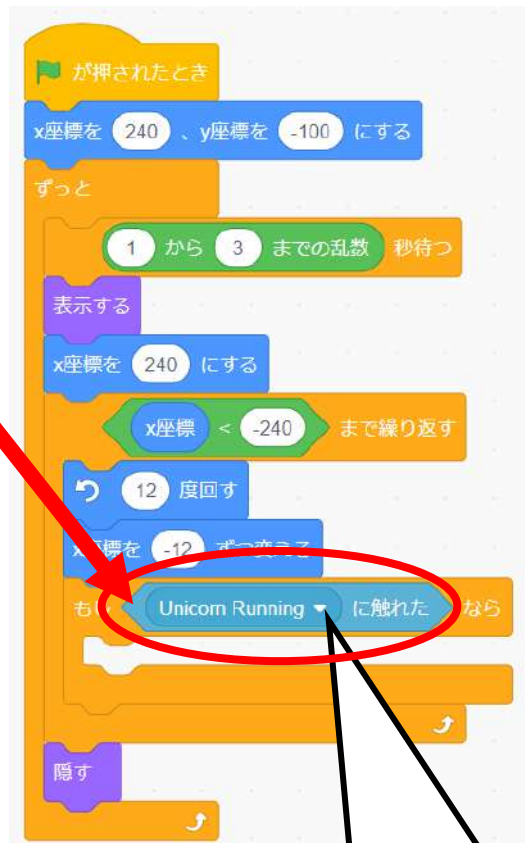 が押されたとき
x座標を 240 、y座標を -100 にする
ずっと
1 から 3 までの乱数 秒待つ
表示する
x座標を 240 にする
x座標 < -240 まで繰り返す
12 度回す
x座標を -12 ずつ変える
もし Unicorn Running に触れた なら
隠す